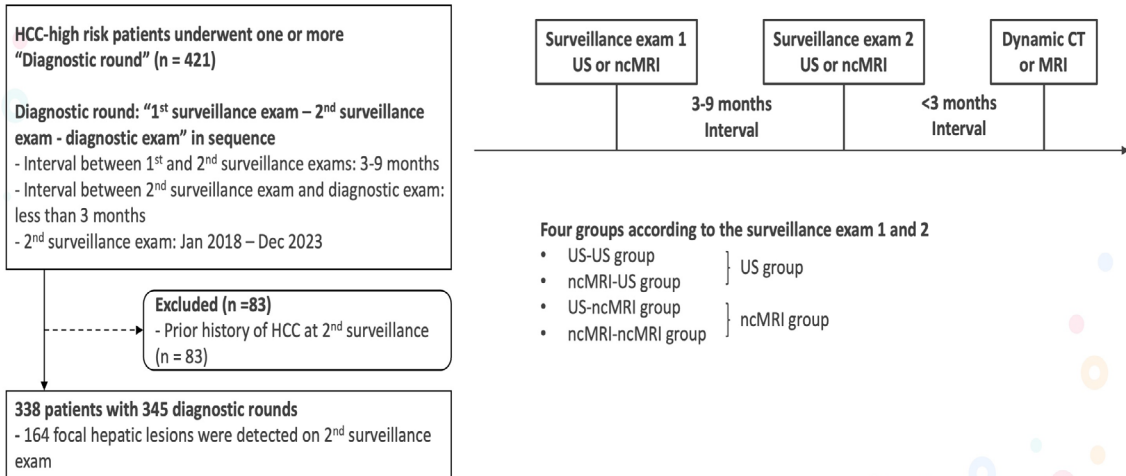 HCC-high risk patients underwent one or more
“Diagnostic round” (n = 421)
Diagnostic round: “1st surveillance exam – 2nd surveillance
exam - diagnostic exam” in sequence
- Interval between 1st and 2nd surveillance exams: 3-9 months
- Interval between 2nd surveillance exam and diagnostic exam:
less than 3 months
- 2nd surveillance exam: Jan 2018 – Dec 2023
Excluded (n =83)
- Prior history of HCC at 2nd surveillance
(n = 83)
338 patients with 345 diagnostic rounds
- 164 focal hepatic lesions were detected on 2nd surveillance
exam
Surveillance exam 1
US or ncMRI
Surveillance exam 2
US or ncMRI
Dynamic CT
or MRI
3-9 months
Interval
<3 months
Interval
Four groups according to the surveillance exam 1 and 2
• US-US group
• ncMRI-US group
US group
• US-ncMRI group
• ncMRI-ncMRI group
ncMRI group